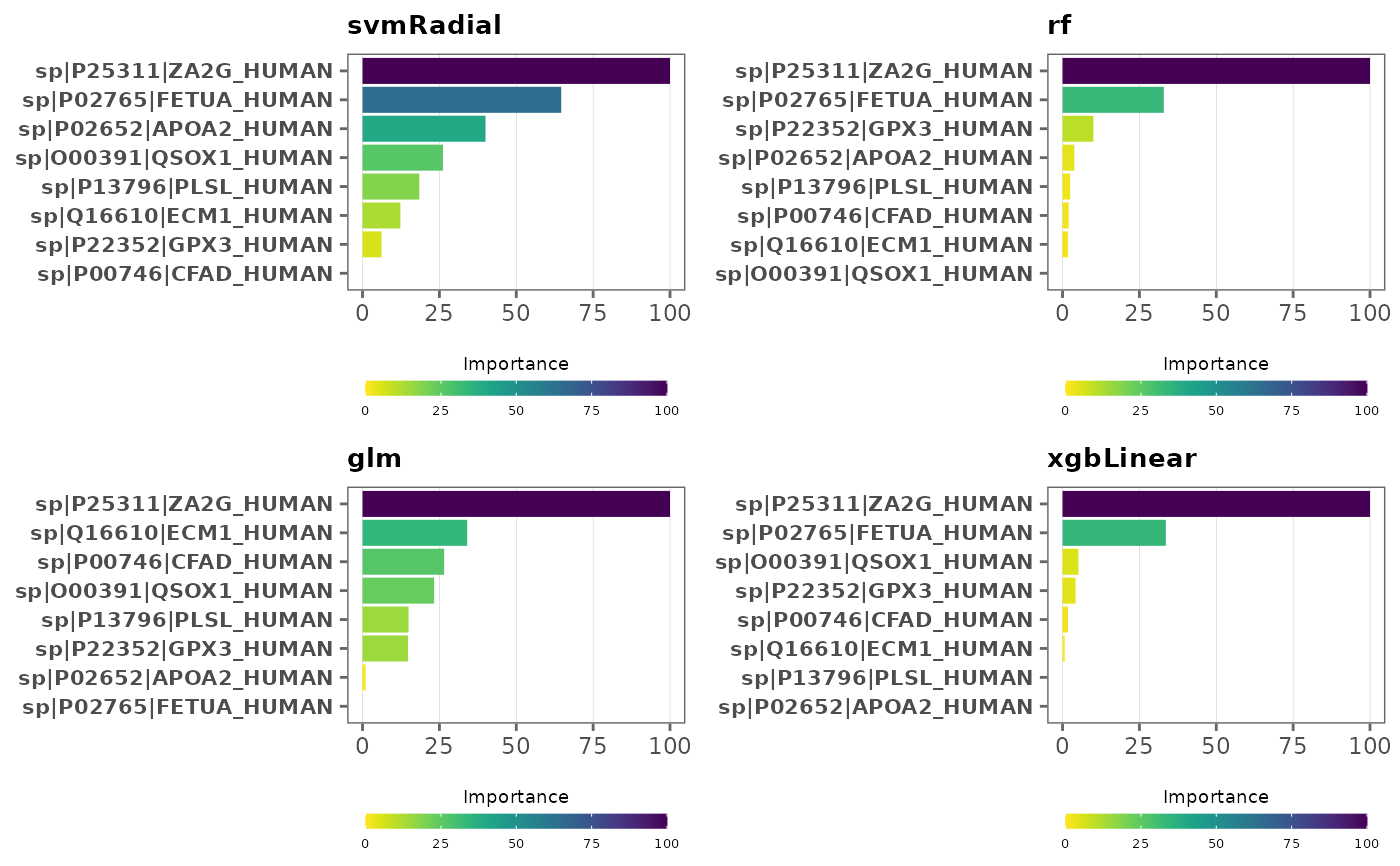 svmRadial
sp|P25311|ZA2G_HUMAN
sp|P02765|FETUA_HUMAN
sp|P02652|APOA2_HUMAN
sp|O00391|QSOX1_HUMAN
sp|P13796|PLSL_HUMAN
sp|Q16610|ECM1_HUMAN
sp|P22352|GPX3_HUMAN
sp|P00746|CFAD_HUMAN
0 25 50 75 100
Importance
0 25 50 75 100
rf
sp|P25311|ZA2G_HUMAN
sp|P02765|FETUA_HUMAN
sp|P22352|GPX3_HUMAN
sp|P02652|APOA2_HUMAN
sp|P13796|PLSL_HUMAN
sp|P00746|CFAD_HUMAN
sp|Q16610|ECM1_HUMAN
sp|O00391|QSOX1_HUMAN
0 25 50 75 100
Importance
0 25 50 75 100
glm
sp|P25311|ZA2G_HUMAN
sp|Q16610|ECM1_HUMAN
sp|P00746|CFAD_HUMAN
sp|O00391|QSOX1_HUMAN
sp|P13796|PLSL_HUMAN
sp|P22352|GPX3_HUMAN
sp|P02652|APOA2_HUMAN
sp|P02765|FETUA_HUMAN
0 25 50 75 100
Importance
0 25 50 75 100
xgbLinear
sp|P25311|ZA2G_HUMAN
sp|P02765|FETUA_HUMAN
sp|O00391|QSOX1_HUMAN
sp|P22352|GPX3_HUMAN
sp|P00746|CFAD_HUMAN
sp|Q16610|ECM1_HUMAN
sp|P13796|PLSL_HUMAN
sp|P02652|APOA2_HUMAN
0 25 50 75 100
Importance
0 25 50 75 100